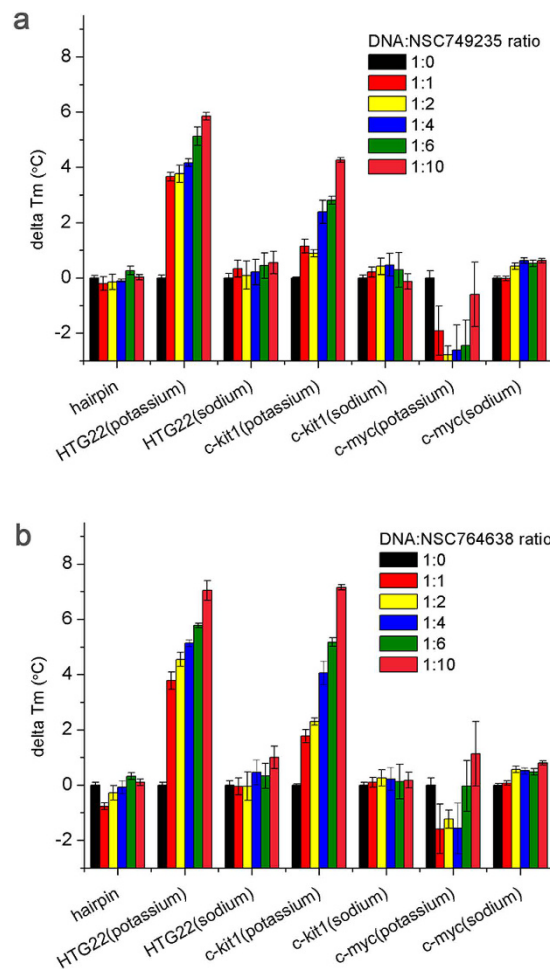 a
DNA:NSC749235 ratio
1:0
1:1
1:2
1:4
1:6
1:10
8
6
4
2
0
-2
delta Tm (°C)
hairpin
HTG22(potassium)
HTG22(sodium)
c-kit1(potassium)
c-kit1(sodium)
c-myc(potassium)
c-myc(sodium)
b
DNA:NSC764638 ratio
1:0
1:1
1:2
1:4
1:6
1:10
8
6
4
2
0
-2
delta Tm (°C)
hairpin
HTG22(potassium)
HTG22(sodium)
c-kit1(potassium)
c-kit1(sodium)
c-myc(potassium)
c-myc(sodium)